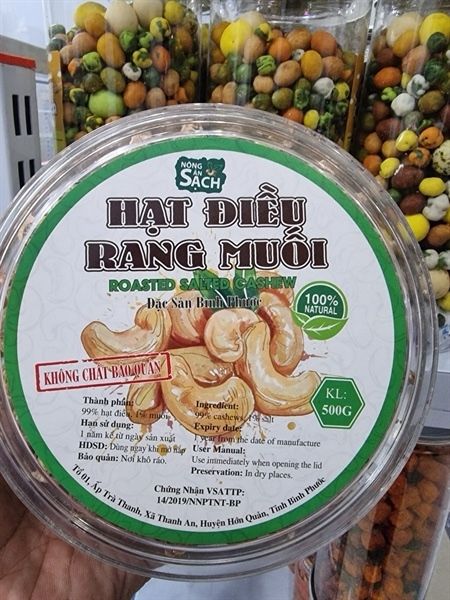 NÔNG
SẢN
SẠCH
HẠT ĐIỀU
RANG MUỐI
ROASTED SALTED CASHEW
Đặc Sản Bình Phước
100%
NATURAL
KHÔNG CHẤT BẢO QUẢN
KL:
500G
Thành phần:
99% hạt điều, 1% muối
Hạn sử dụng:
1 năm kể từ ngày sản xuất
HDSD: Dùng ngay khi mở nắp
Bảo quản: Nơi khô ráo.
Ingredient:
99% cashews, 1% salt
Expiry date:
1 year from the date of manufacture
User Manual:
Use immediately when opening the lid
Preservation: In dry places.
Chứng Nhận VSATTP:
14/2019/NNPTNT-BP
Tổ 01, Ấp Trà Thanh, Xã Thanh An, Huyện Hớn Quản, Tỉnh Bình Phước